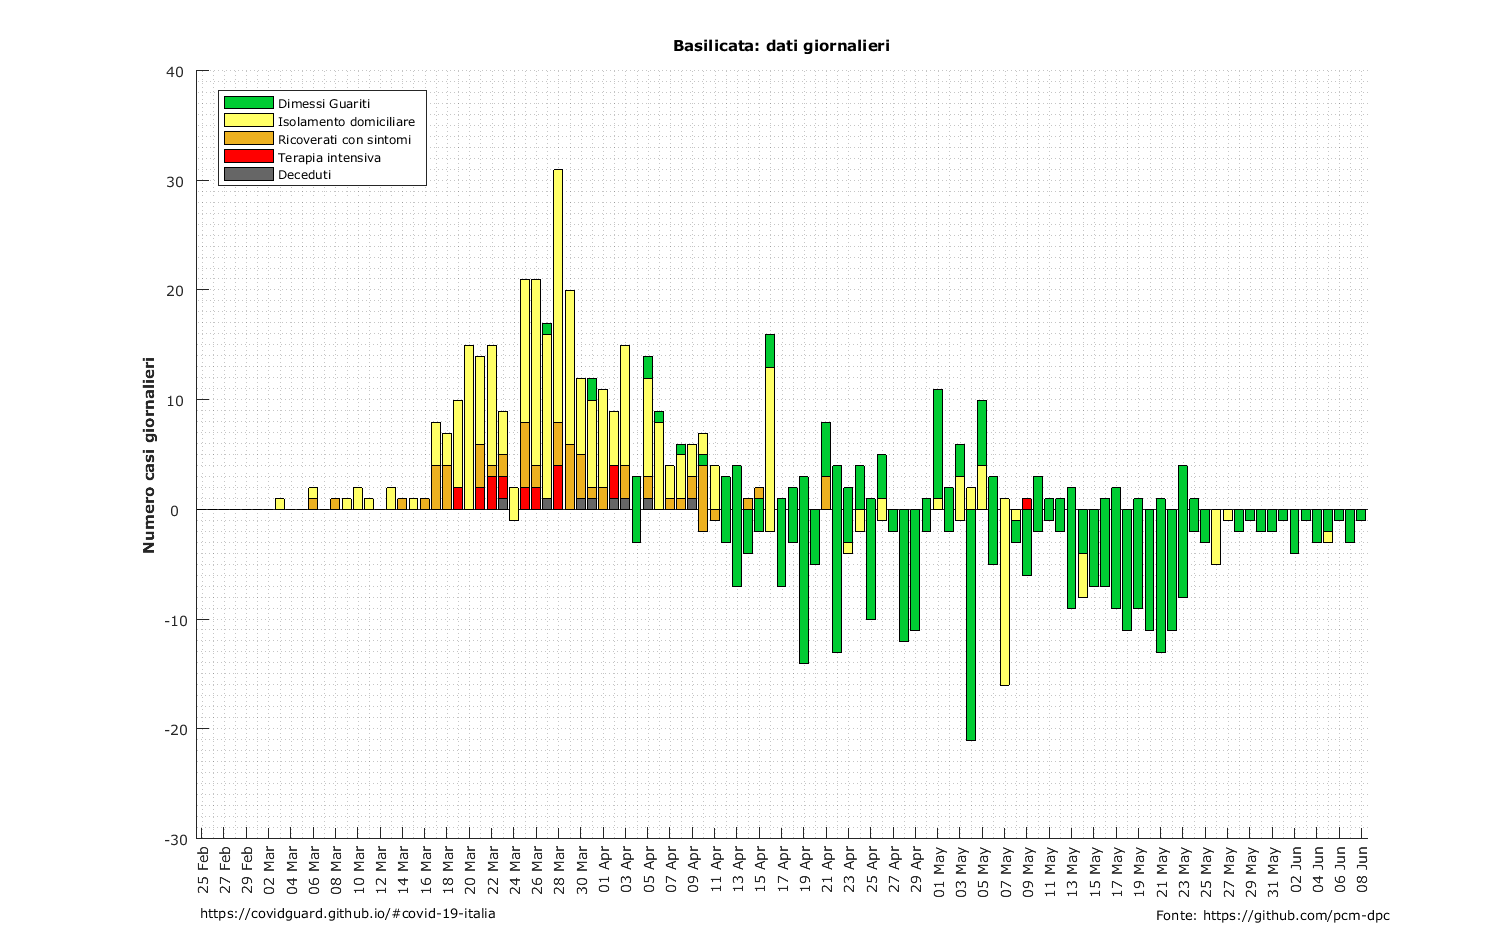 Basilicata: dati giornalieri
40
30
20
10
0
-10
-20
-30
Numero casi giornalieri
Dimessi Guariti
Isolamento domiciliare
Ricoverati con sintomi
Terapia intensiva
Deceduti
25 Feb
27 Feb
29 Feb
02 Mar
04 Mar
06 Mar
08 Mar
10 Mar
12 Mar
14 Mar
16 Mar
18 Mar
20 Mar
22 Mar
24 Mar
26 Mar
28 Mar
30 Mar
01 Apr
03 Apr
05 Apr
07 Apr
09 Apr
11 Apr
13 Apr
15 Apr
17 Apr
19 Apr
21 Apr
23 Apr
25 Apr
27 Apr
29 Apr
01 May
03 May
05 May
07 May
09 May
11 May
13 May
15 May
17 May
19 May
21 May
23 May
25 May
27 May
29 May
31 May
02 Jun
04 Jun
06 Jun
08 Jun
https://covidguard.github.io/#covid-19-italia
Fonte: https://github.com/pcm-dpc